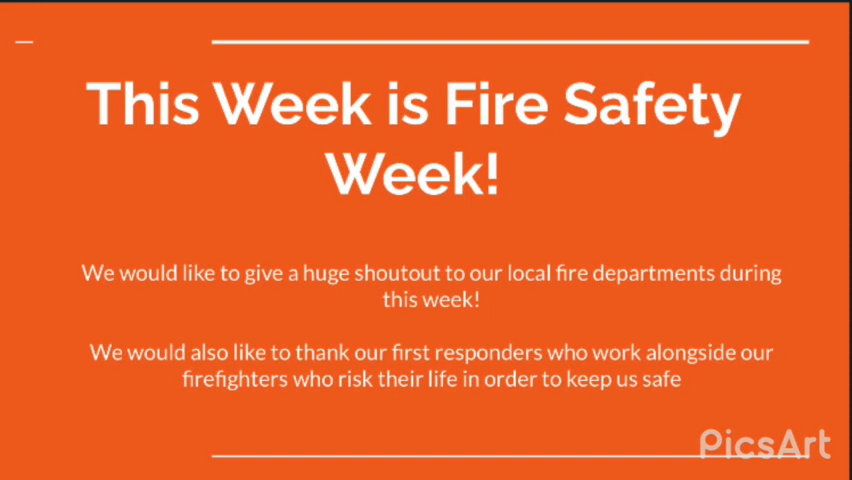 This Week is Fire Safety
Week!
We would like to give a huge shoutout to our local fire departments during
this week!
We would also like to thank our first responders who work alongside our
firefighters who risk their life in order to keep us safe
PicsArt